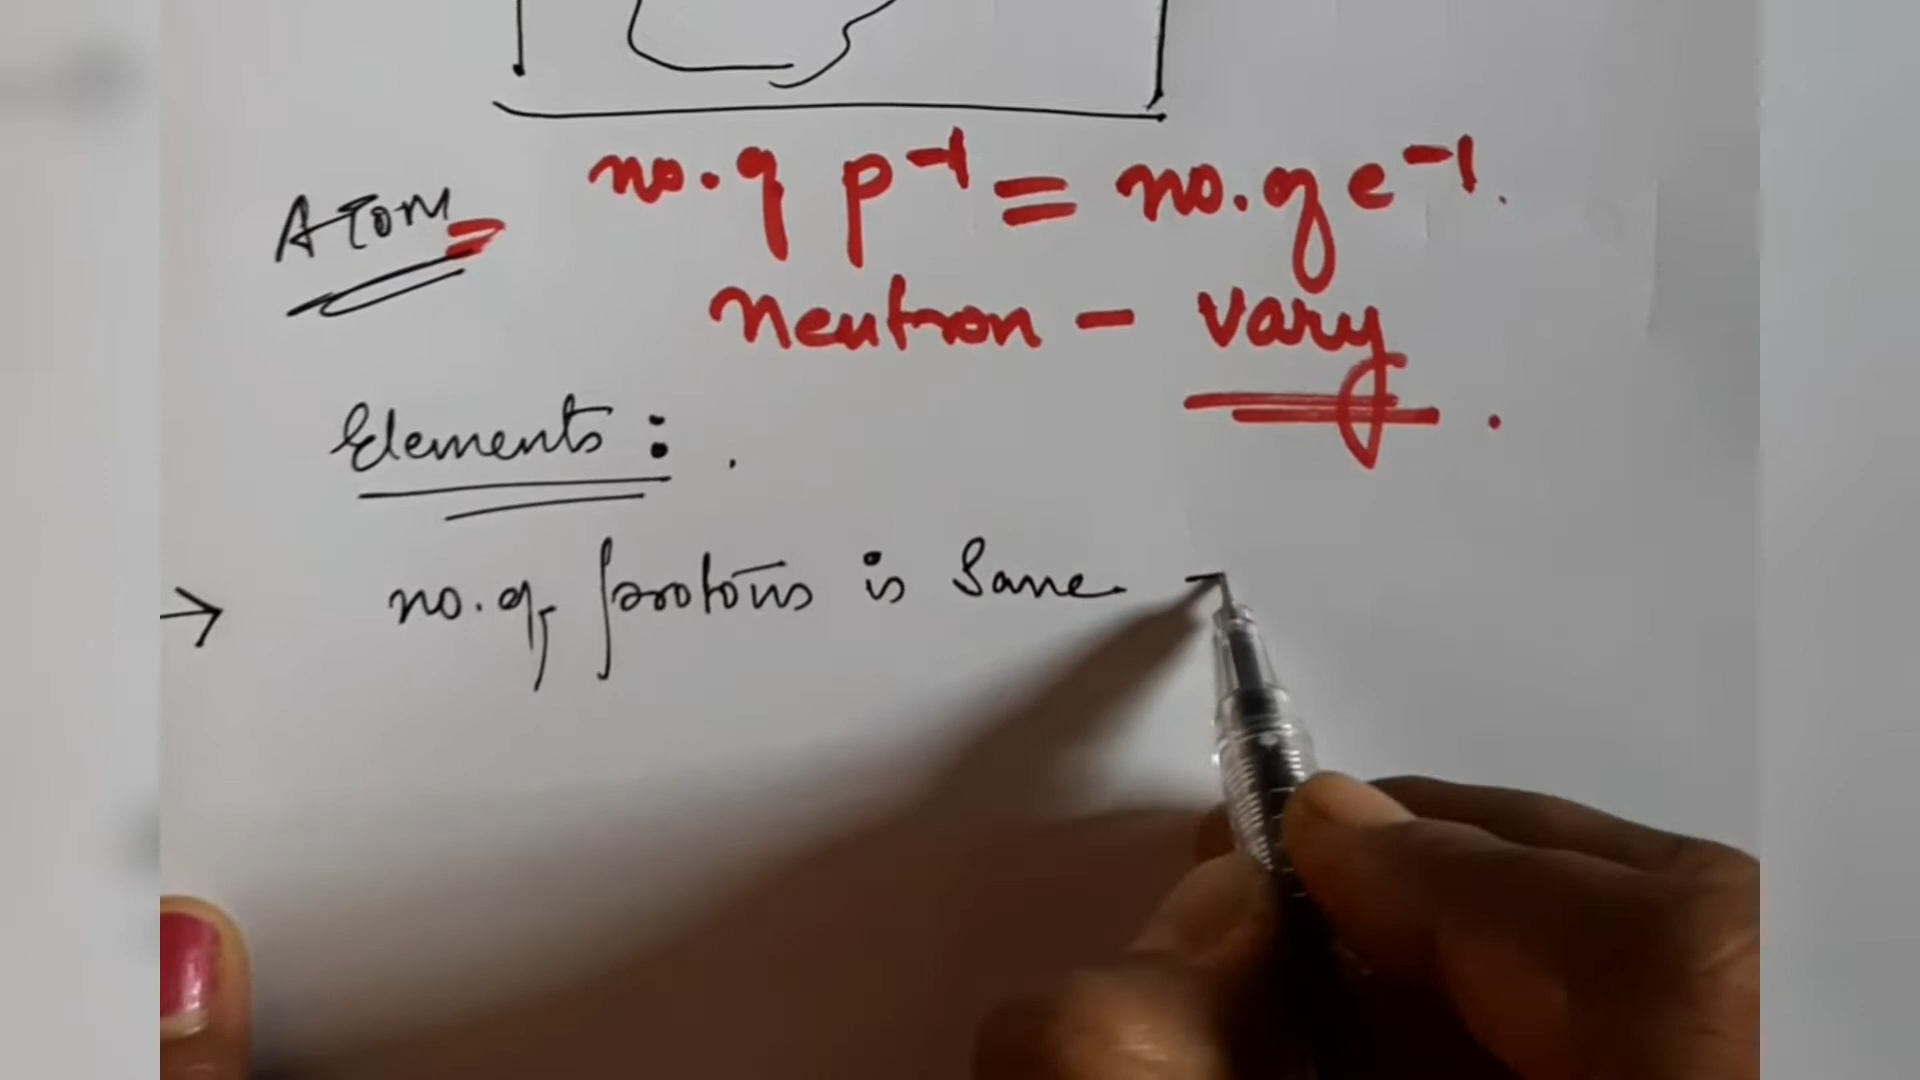 Atom = no. of p⁻¹ = no. of e⁻¹.
neutron - vary.
Elements :.
→ no. of protons is Same -